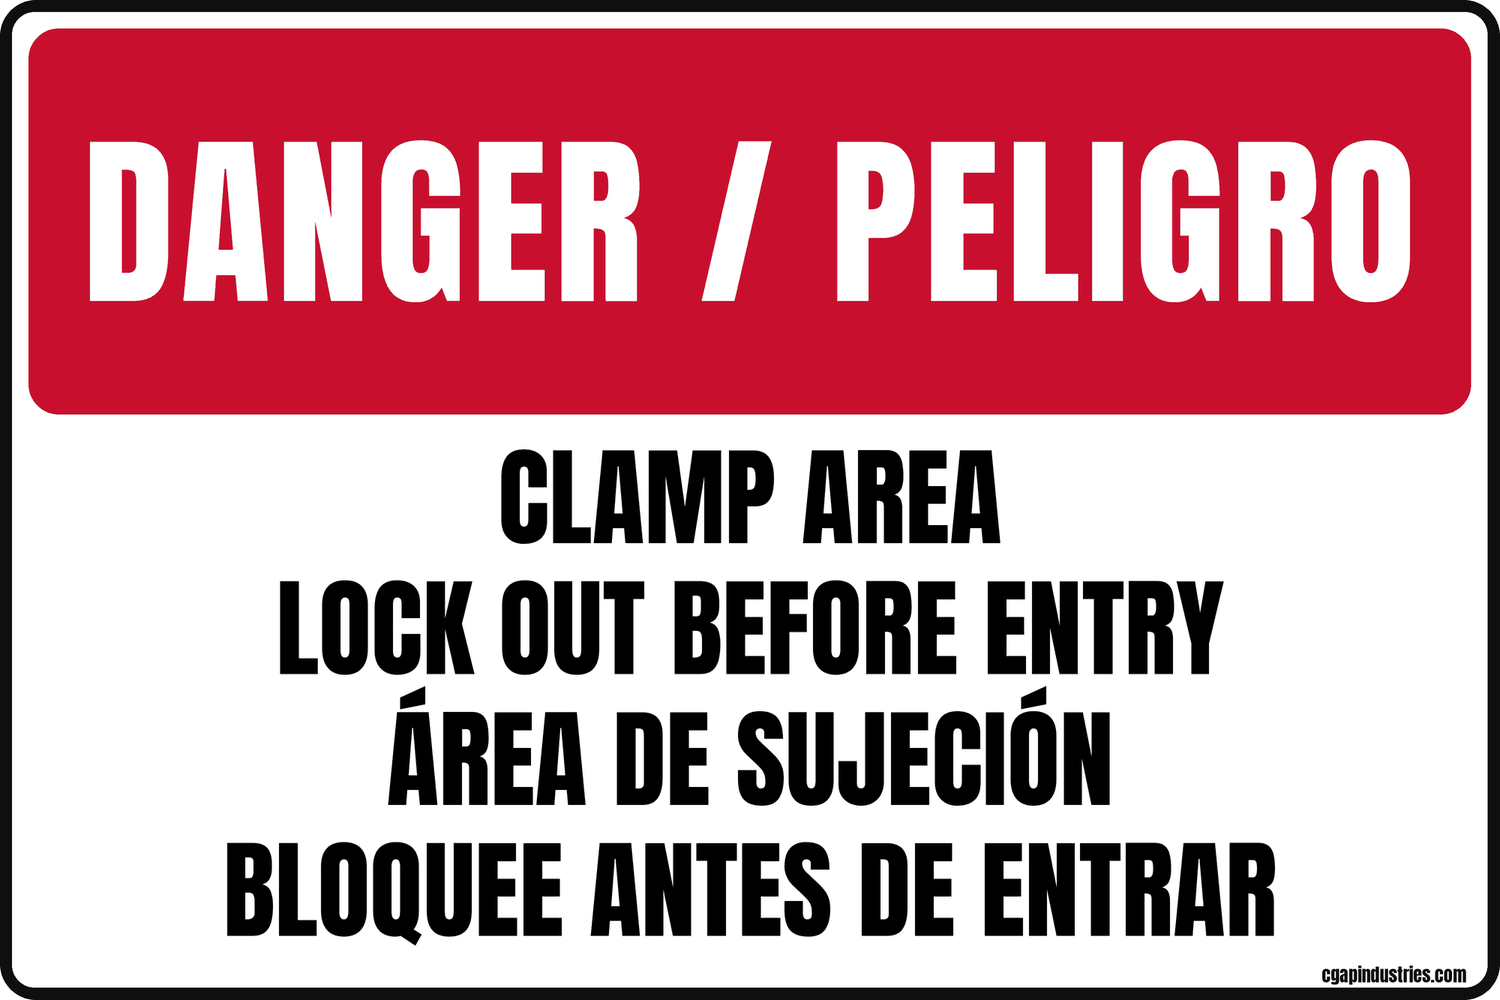 DANGER / PELIGRO
CLAMP AREA
LOCK OUT BEFORE ENTRY
ÁREA DE SUJECIÓN
BLOQUEE ANTES DE ENTRAR
cgapindustries.com